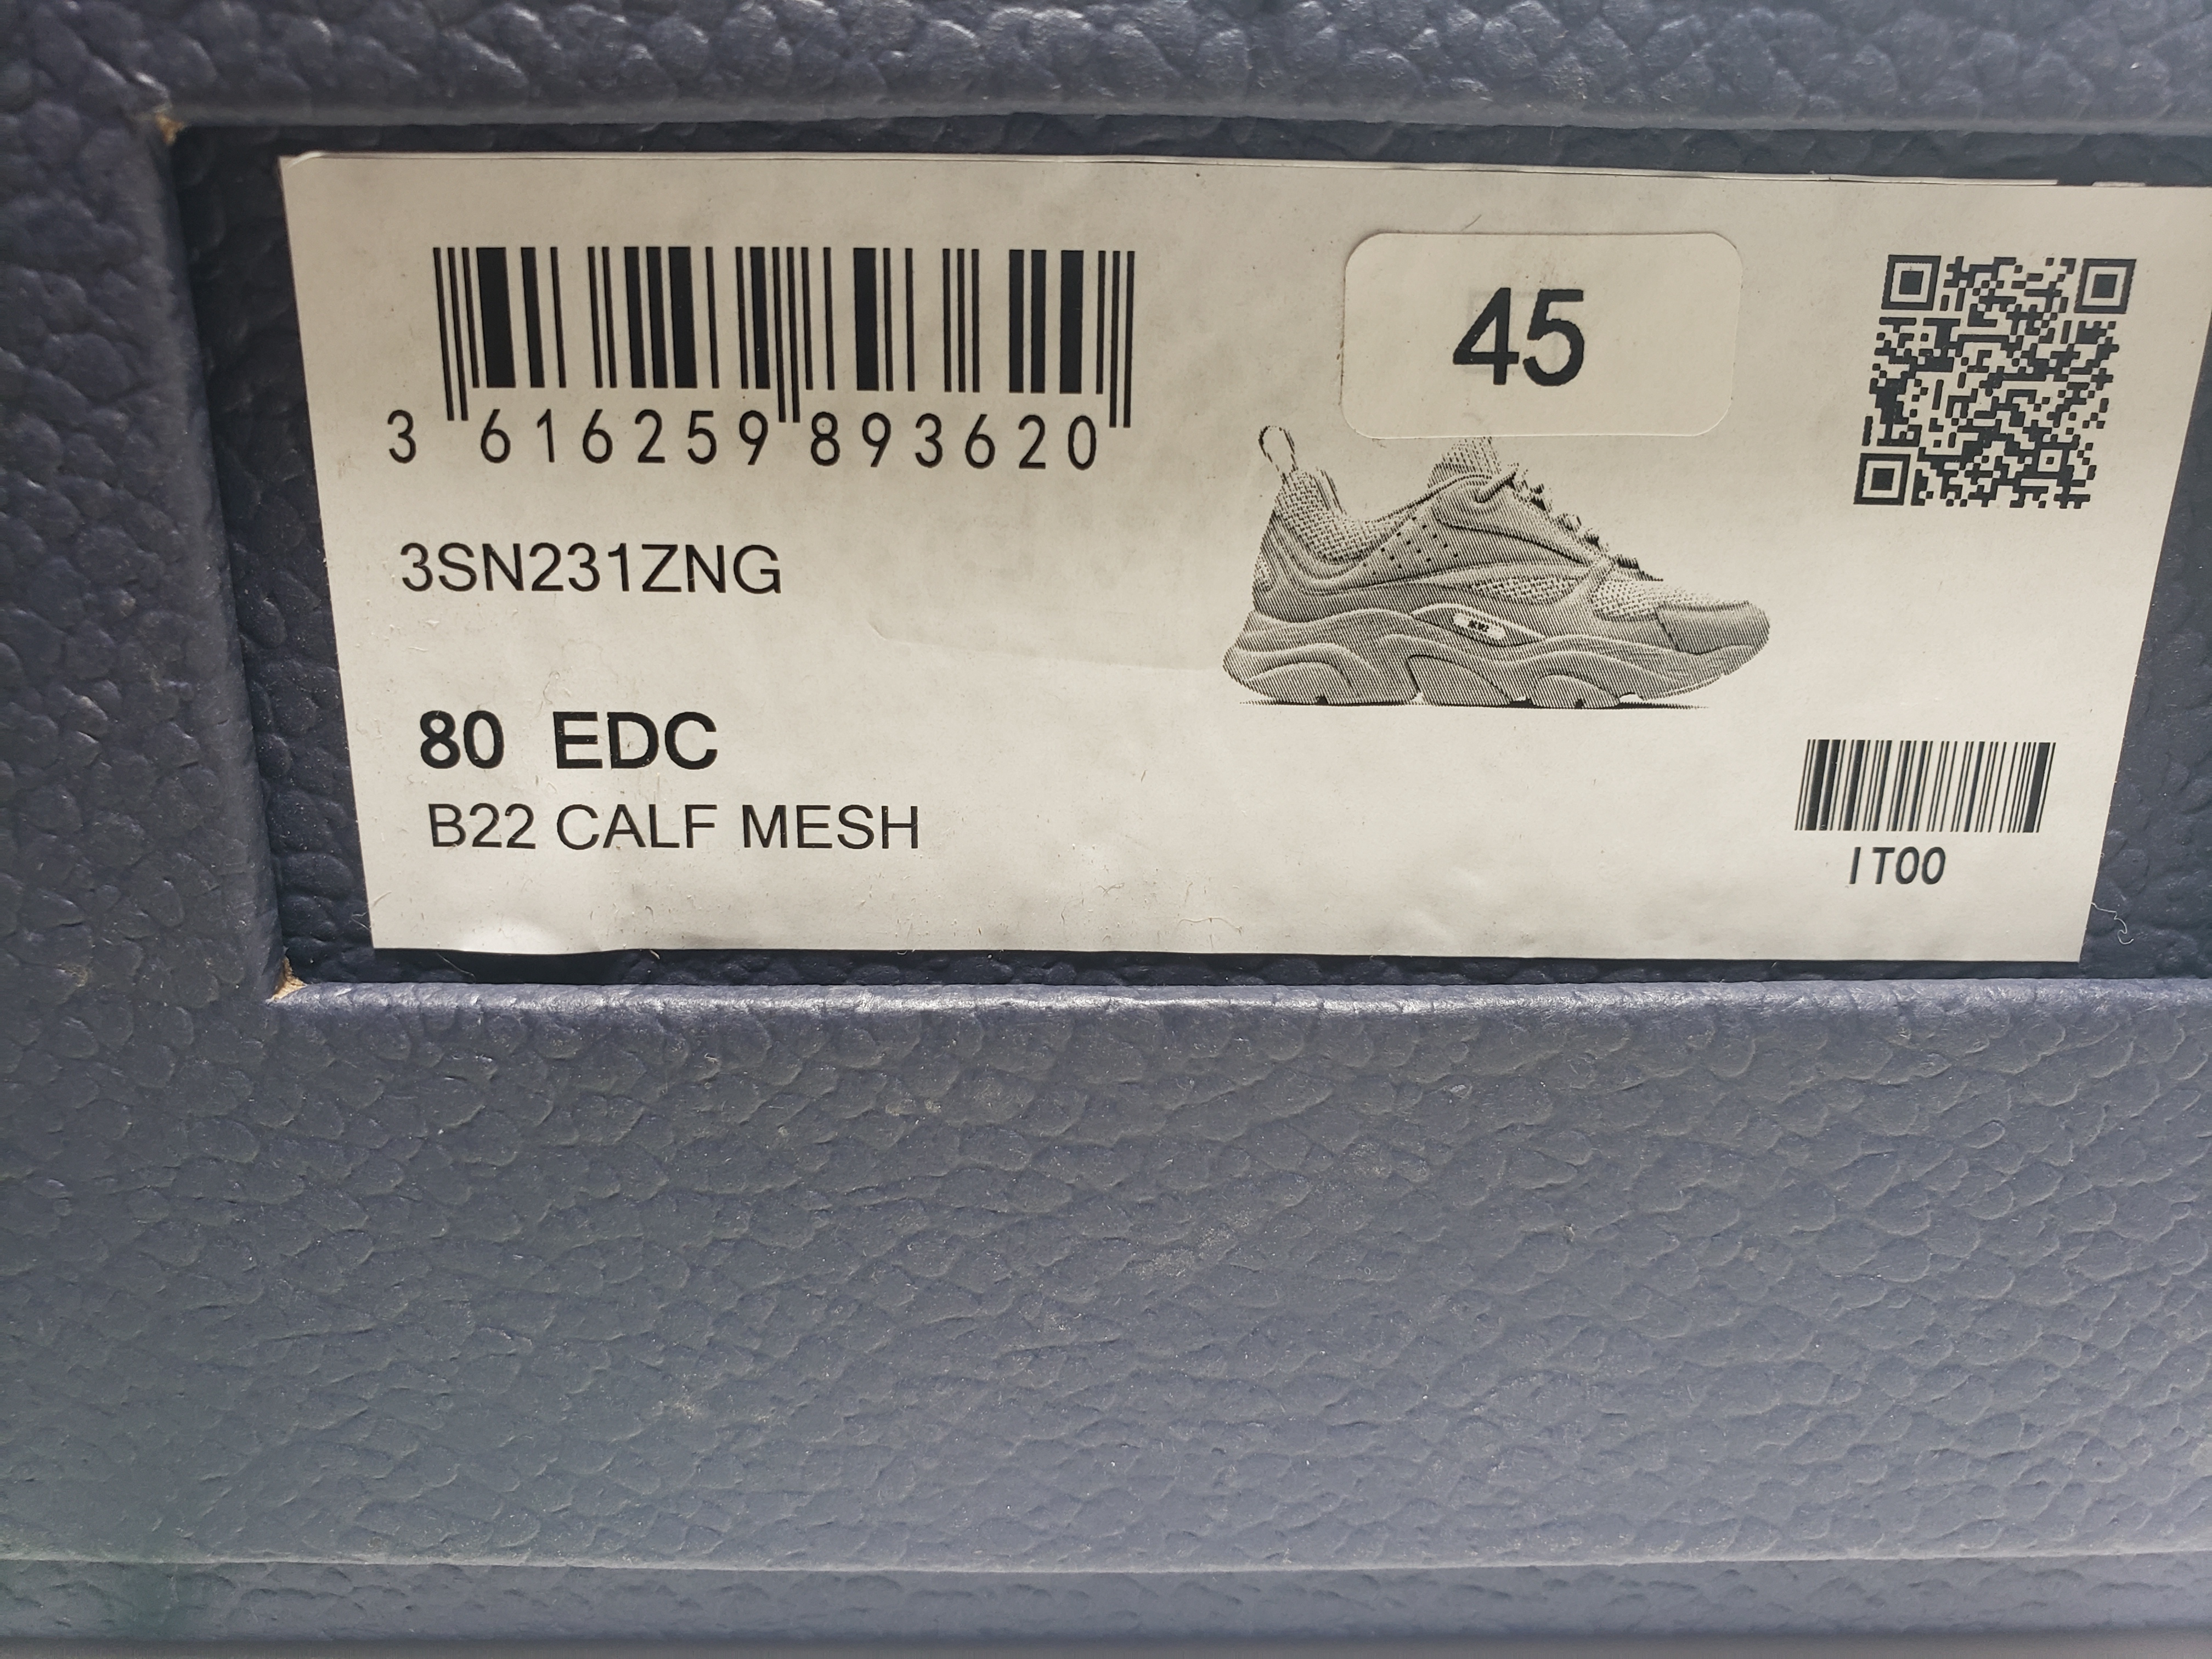 3 616259 893620
45
3SN231ZNG
80 EDC
B22 CALF MESH
IT00